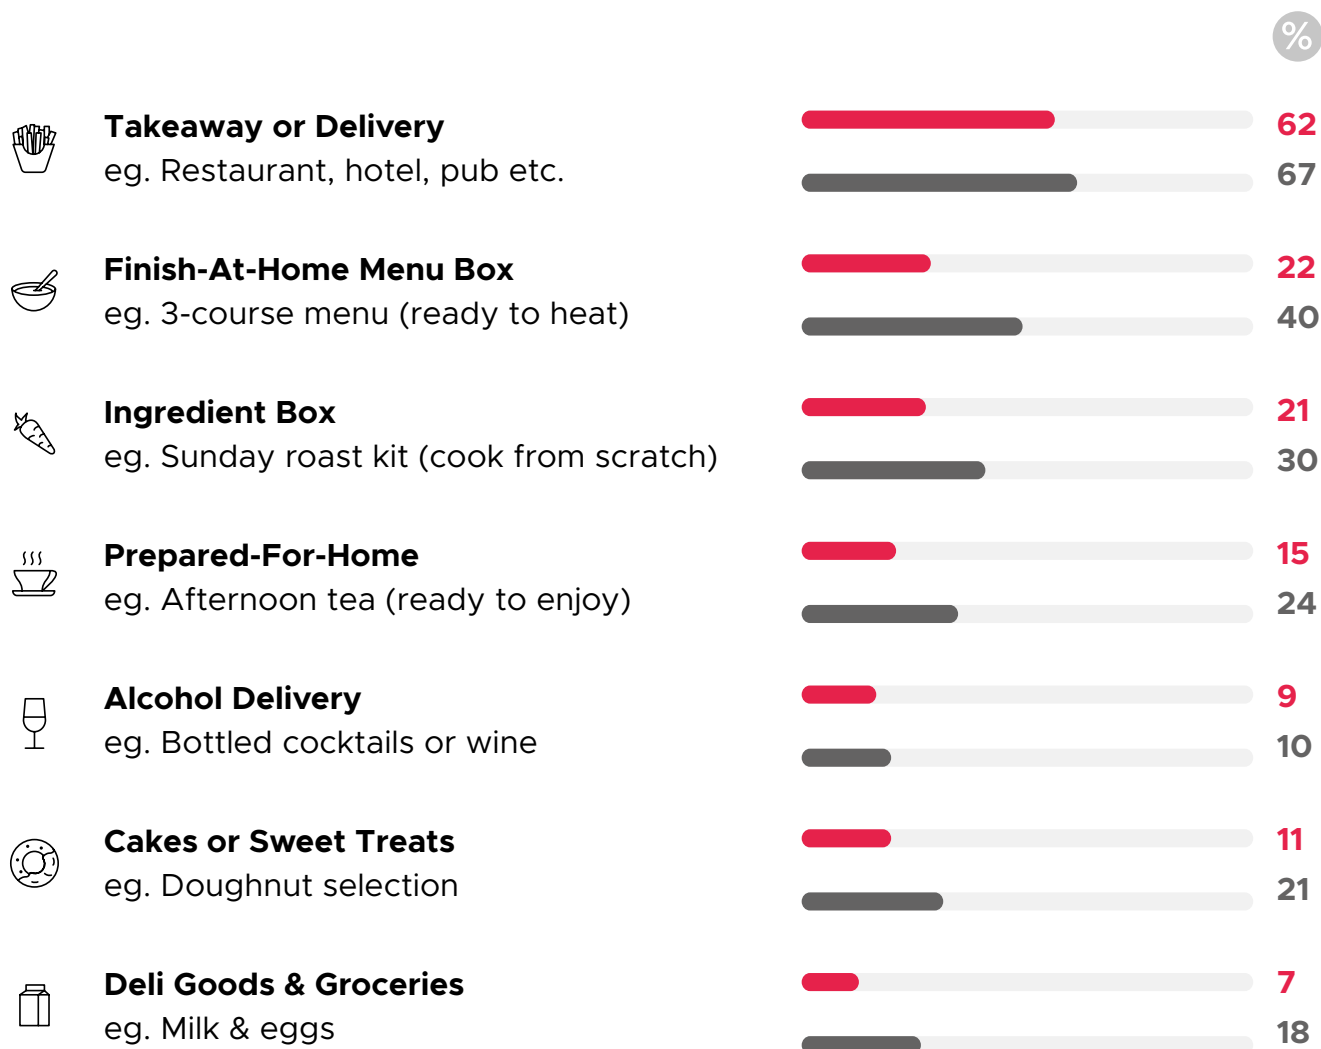 %
Takeaway or Delivery
eg. Restaurant, hotel, pub etc.
62
67
Finish-At-Home Menu Box
eg. 3-course menu (ready to heat)
22
40
Ingredient Box
eg. Sunday roast kit (cook from scratch)
21
30
Prepared-For-Home
eg. Afternoon tea (ready to enjoy)
15
24
Alcohol Delivery
eg. Bottled cocktails or wine
9
10
Cakes or Sweet Treats
eg. Doughnut selection
11
21
Deli Goods & Groceries
eg. Milk & eggs
7
18